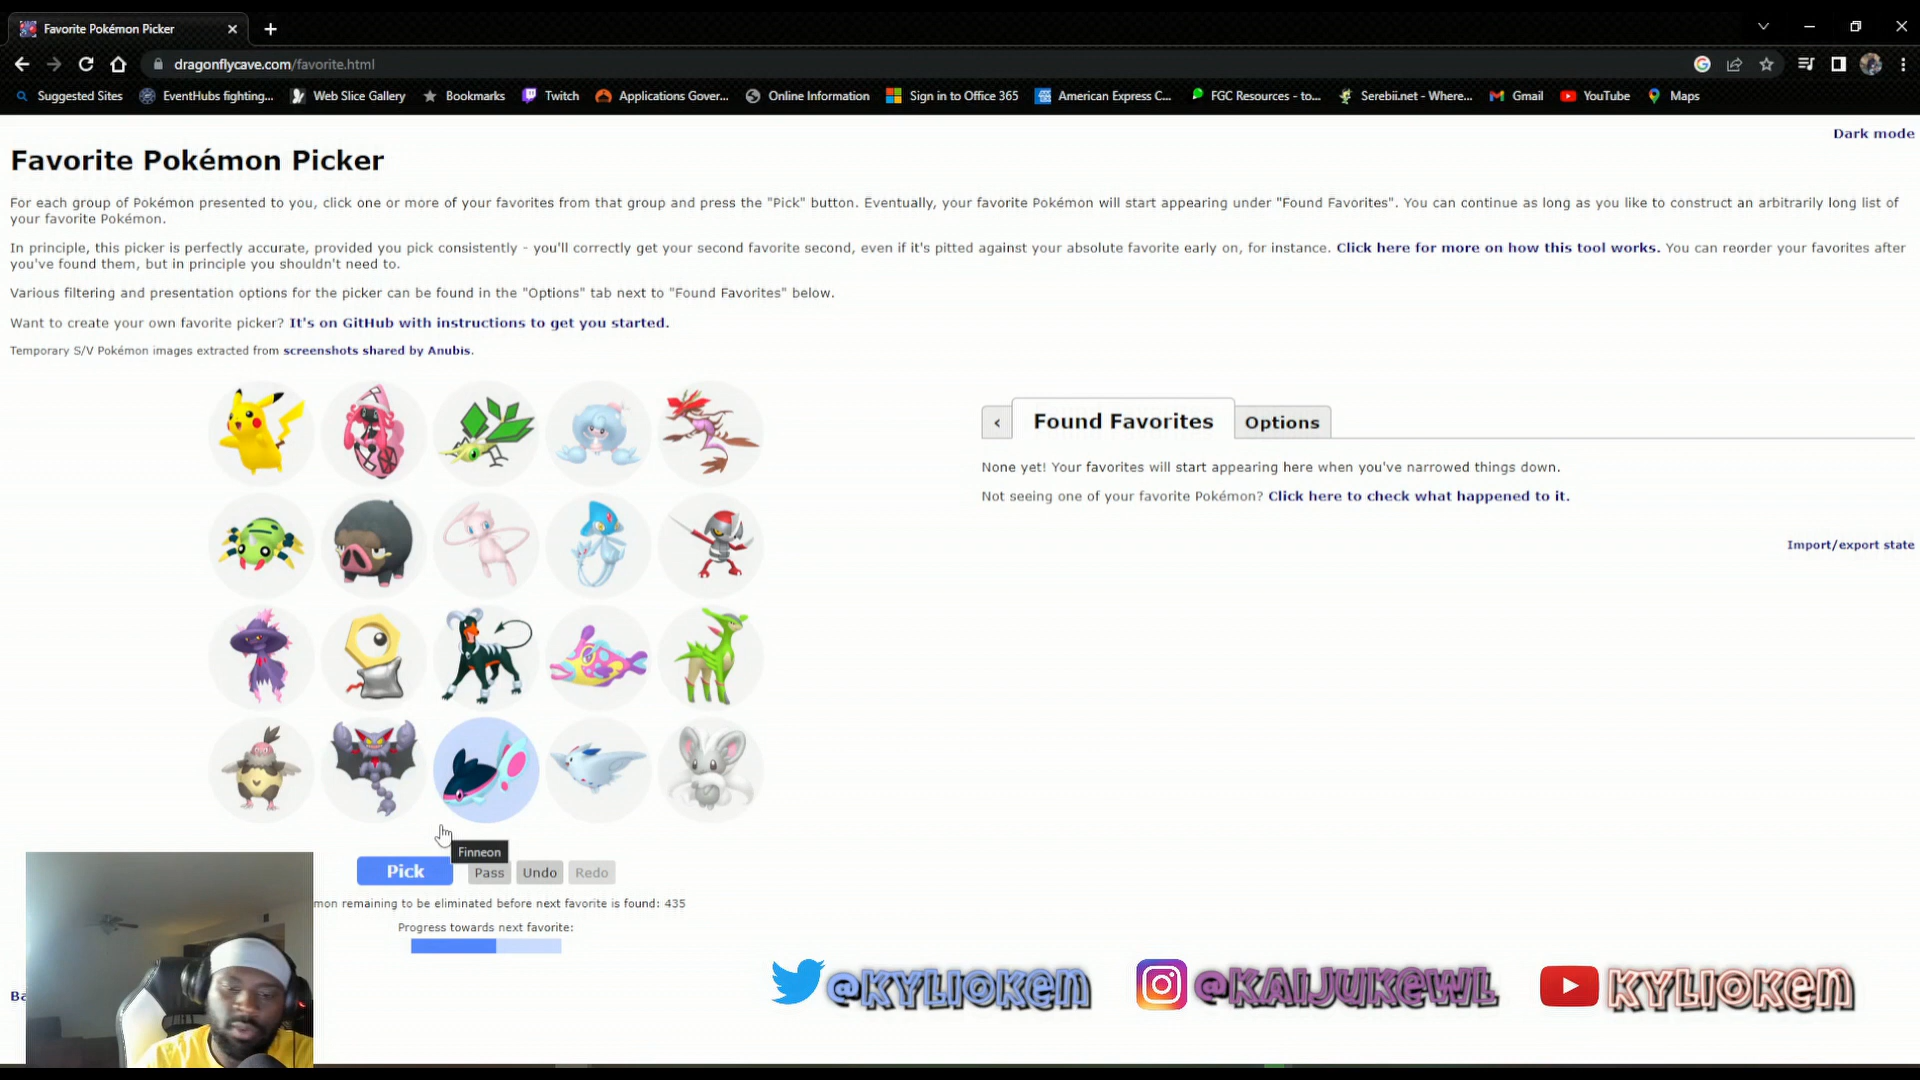 Favorite Pokémon Picker
dragonflycave.com/favorite.html
Suggested Sites
EventHubs fighting...
Web Slice Gallery
Bookmarks
Twitch
Applications Gover...
Online Information
Sign in to Office 365
American Express C...
FGC Resources - to...
Serebii.net - Where...
Gmail
YouTube
Maps
Dark mode
Favorite Pokémon Picker
For each group of Pokémon presented to you, click one or more of your favorites from that group and press the "Pick" button. Eventually, your favorite Pokémon will start appearing under "Found Favorites". You can continue as long as you like to construct an arbitrarily long list of
your favorite Pokémon.
In principle, this picker is perfectly accurate, provided you pick consistently - you'll correctly get your second favorite second, even if it's pitted against your absolute favorite early on, for instance. Click here for more on how this tool works. You can reorder your favorites after
you've found them, but in principle you shouldn't need to.
Various filtering and presentation options for the picker can be found in the "Options" tab next to "Found Favorites" below.
Want to create your own favorite picker? It's on GitHub with instructions to get you started.
Temporary S/V Pokémon images extracted from screenshots shared by Anubis.
‹
Found Favorites
Options
None yet! Your favorites will start appearing here when you've narrowed things down.
Not seeing one of your favorite Pokémon? Click here to check what happened to it.
Import/export state
Finneon
Pick
Pass
Undo
Redo
mon remaining to be eliminated before next favorite is found: 435
Progress towards next favorite:
Ba
@KYLIOKEN
@KAIJUKEWL
KYLIOKEN